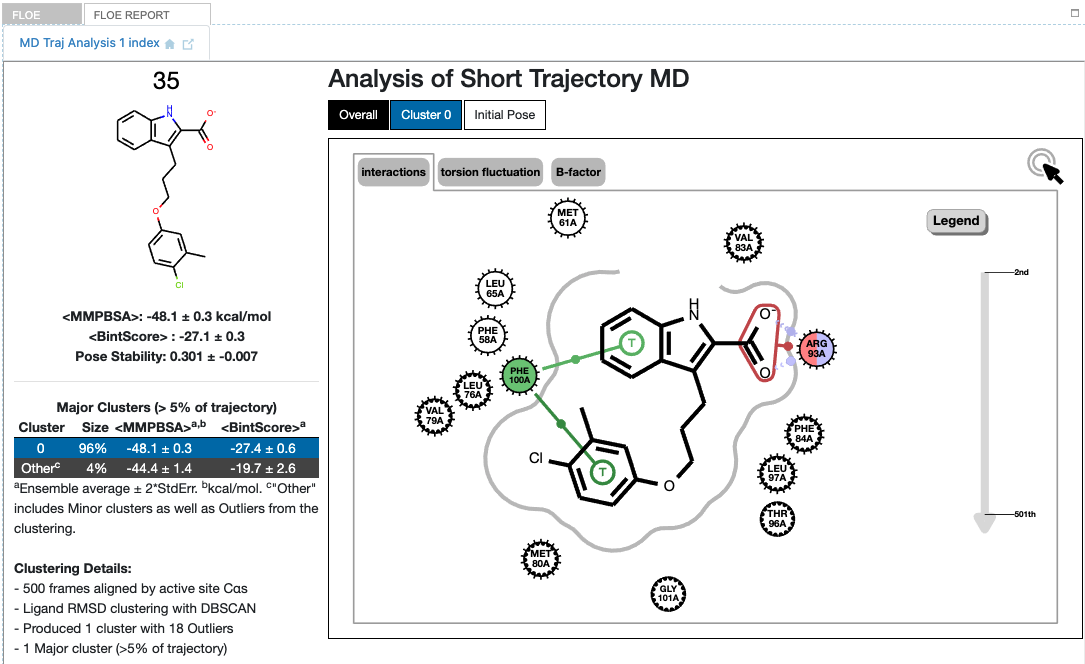 FLOE
FLOE REPORT
MD Traj Analysis 1 index
35
H
N
O-
O
O
Cl
<MMPBSA>: -48.1 ± 0.3 kcal/mol
<BintScore> : -27.1 ± 0.3
Pose Stability: 0.301 ± -0.007
Major Clusters (> 5% of trajectory)
Cluster Size <MMPBSA>a,b <BintScore>a
0 96% -48.1 ± 0.3 -27.4 ± 0.6
Otherc 4% -44.4 ± 1.4 -19.7 ± 2.6
aEnsemble average ± 2*StdErr. bkcal/mol. c"Other"
includes Minor clusters as well as Outliers from the
clustering.
Clustering Details:
- 500 frames aligned by active site Cαs
- Ligand RMSD clustering with DBSCAN
- Produced 1 cluster with 18 Outliers
- 1 Major cluster (>5% of trajectory)
Analysis of Short Trajectory MD
Overall Cluster 0 Initial Pose
interactions torsion fluctuation B-factor
Legend
2nd
501th
MET
61A
VAL
83A
LEU
65A
PHE
58A
PHE
100A
LEU
76A
VAL
79A
ARG
93A
PHE
84A
LEU
97A
THR
96A
MET
80A
GLY
101A
H
N
O-
O
T
T
Cl
O